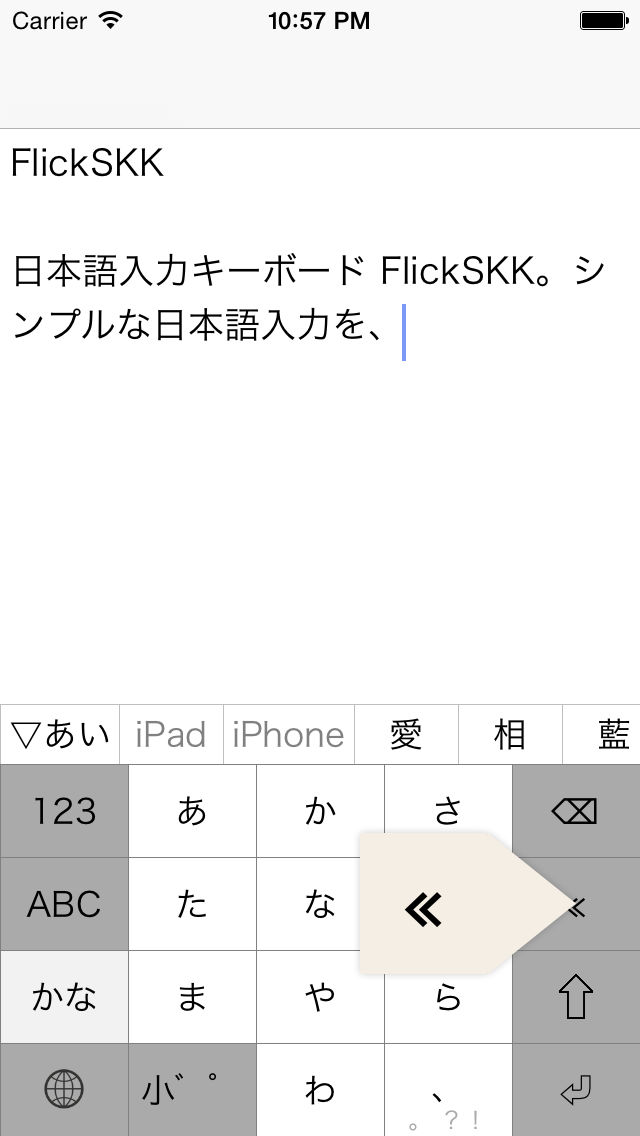 Carrier 10:57 PM
FlickSKK
日本語入力キーボード FlickSKK。シ
ンプルな日本語入力を、
▽あい iPad iPhone 愛 相 藍
123 あ か さ
ABC た な «
かな ま や ら
小゛゜ わ 、
。?!